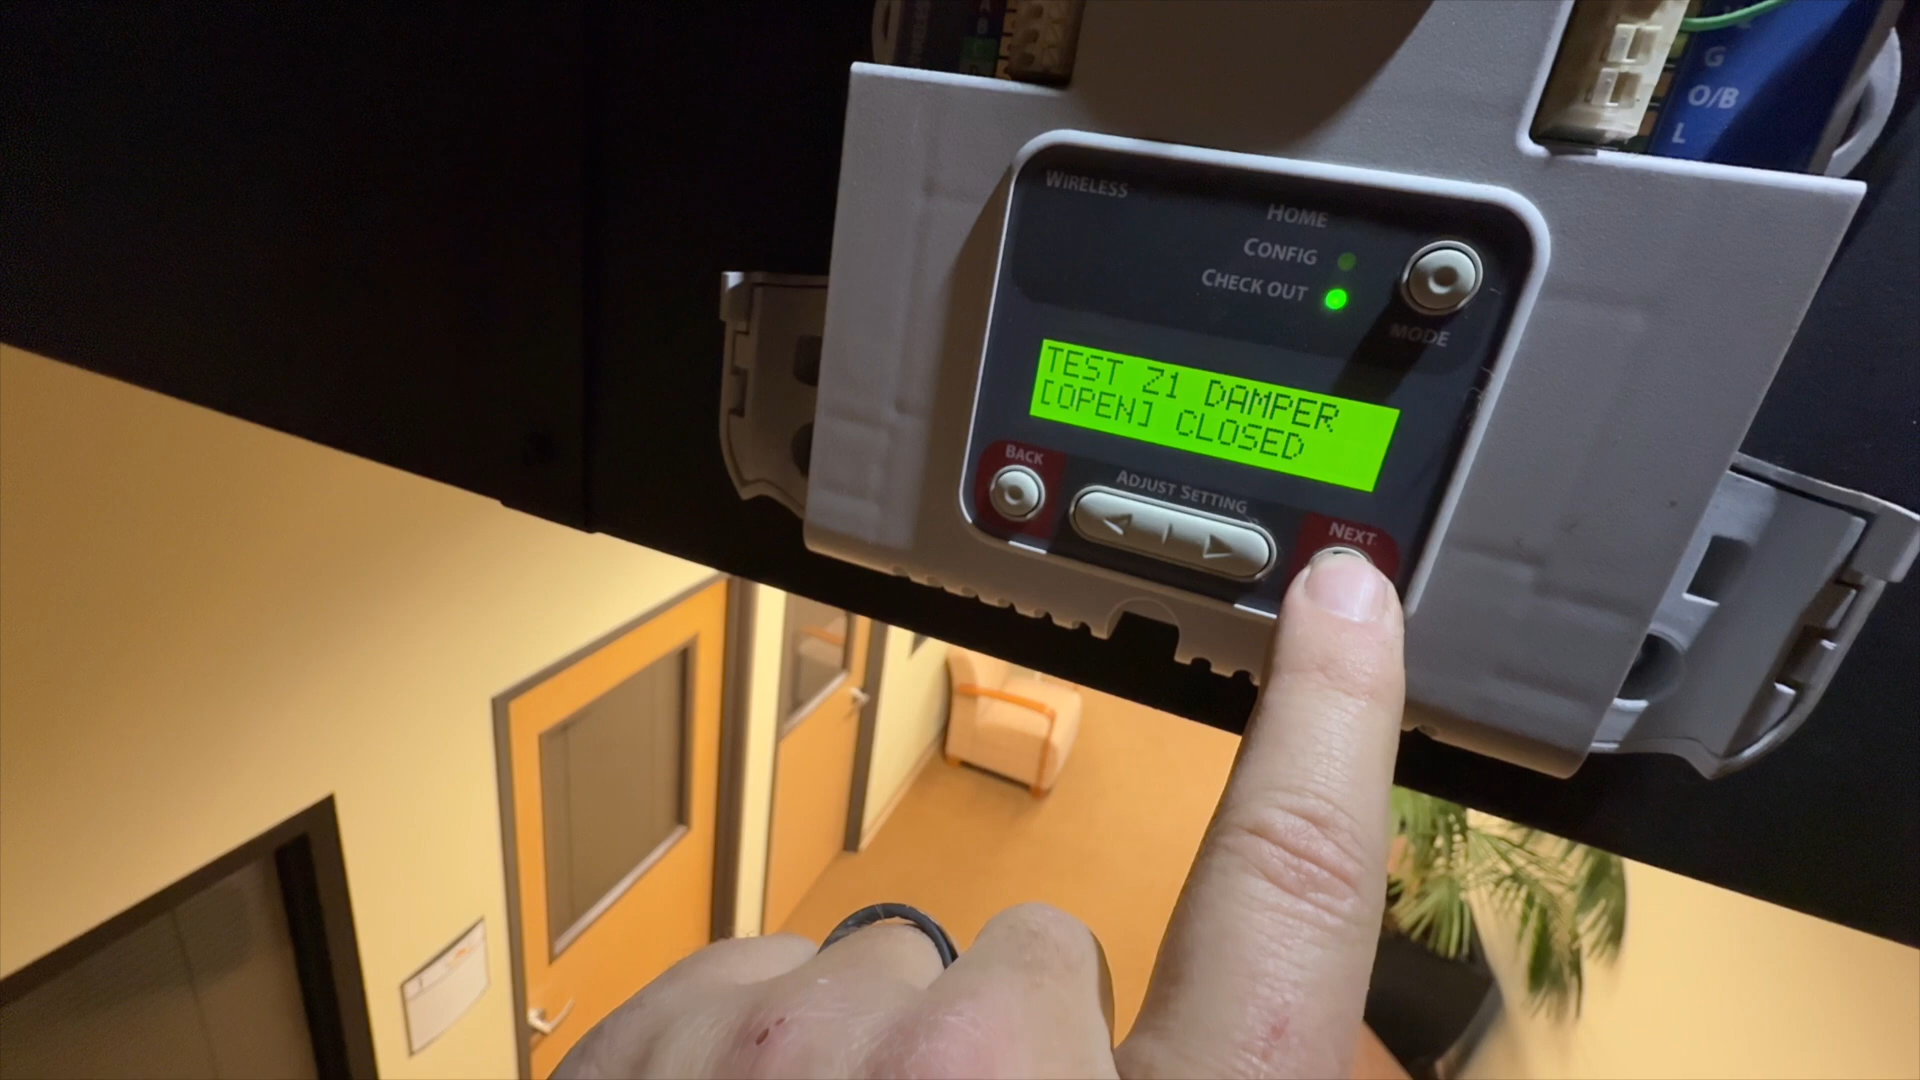 G
O/B
L
WIRELESS
HOME
CONFIG
CHECK OUT
MODE
TEST Z1 DAMPER
[OPEN] CLOSED
BACK
ADJUST SETTING
NEXT